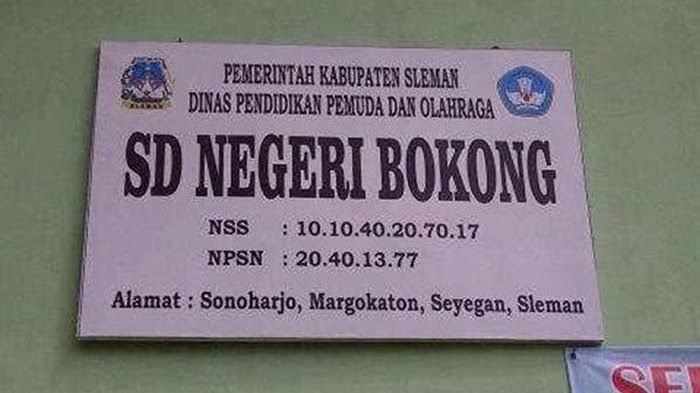 PEMERINTAH KABUPATEN SLEMAN
DINAS PENDIDIKAN PEMUDA DAN OLAHRAGA
SLEMAN
SD NEGERI BOKONG
NSS : 10.10.40.20.70.17
NPSN : 20.40.13.77
Alamat : Sonoharjo, Margokaton, Seyegan, Sleman